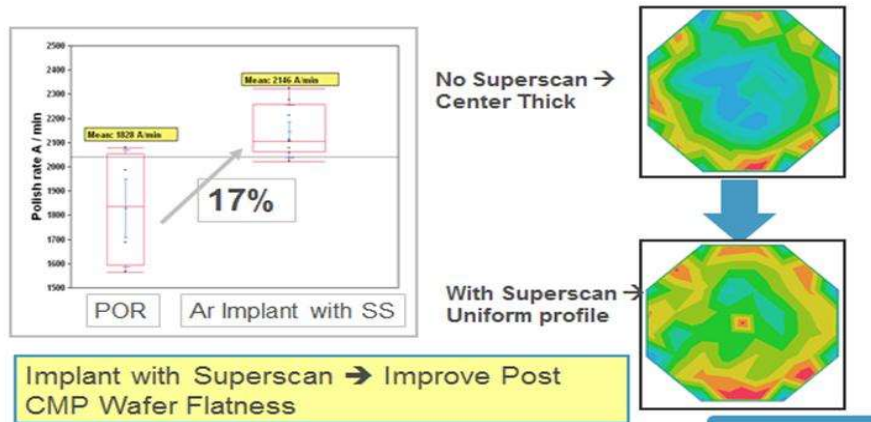 2500
2400
2300
2200
2100
2000
1900
1800
1700
1600
1500
Polish rate A / min
Mean: 1828 A/min
Mean: 2146 A/min
17%
POR
Ar Implant with SS
No Superscan →
Center Thick
With Superscan →
Uniform profile
Implant with Superscan → Improve Post
CMP Wafer Flatness